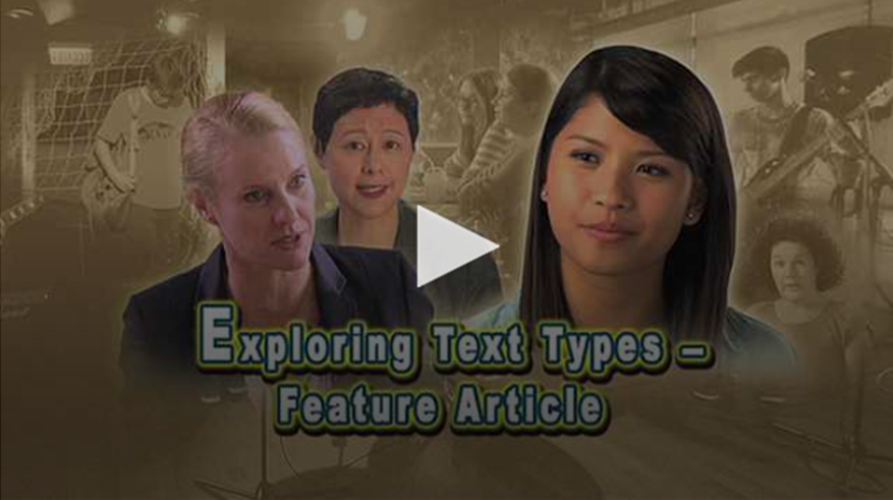 Exploring Text Types –
Feature Article